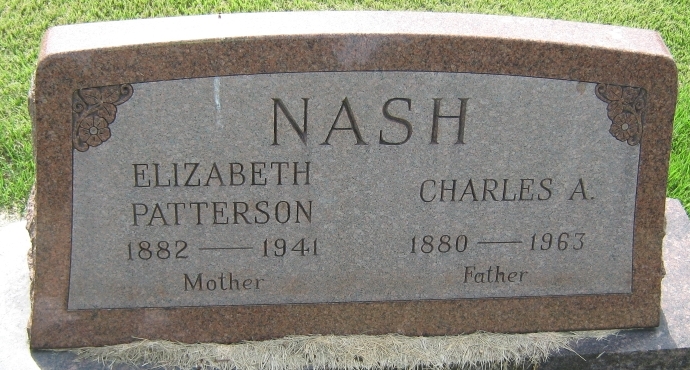 NASH
ELIZABETH
PATTERSON
1882 — 1941
Mother
CHARLES A.
1880 — 1963
Father